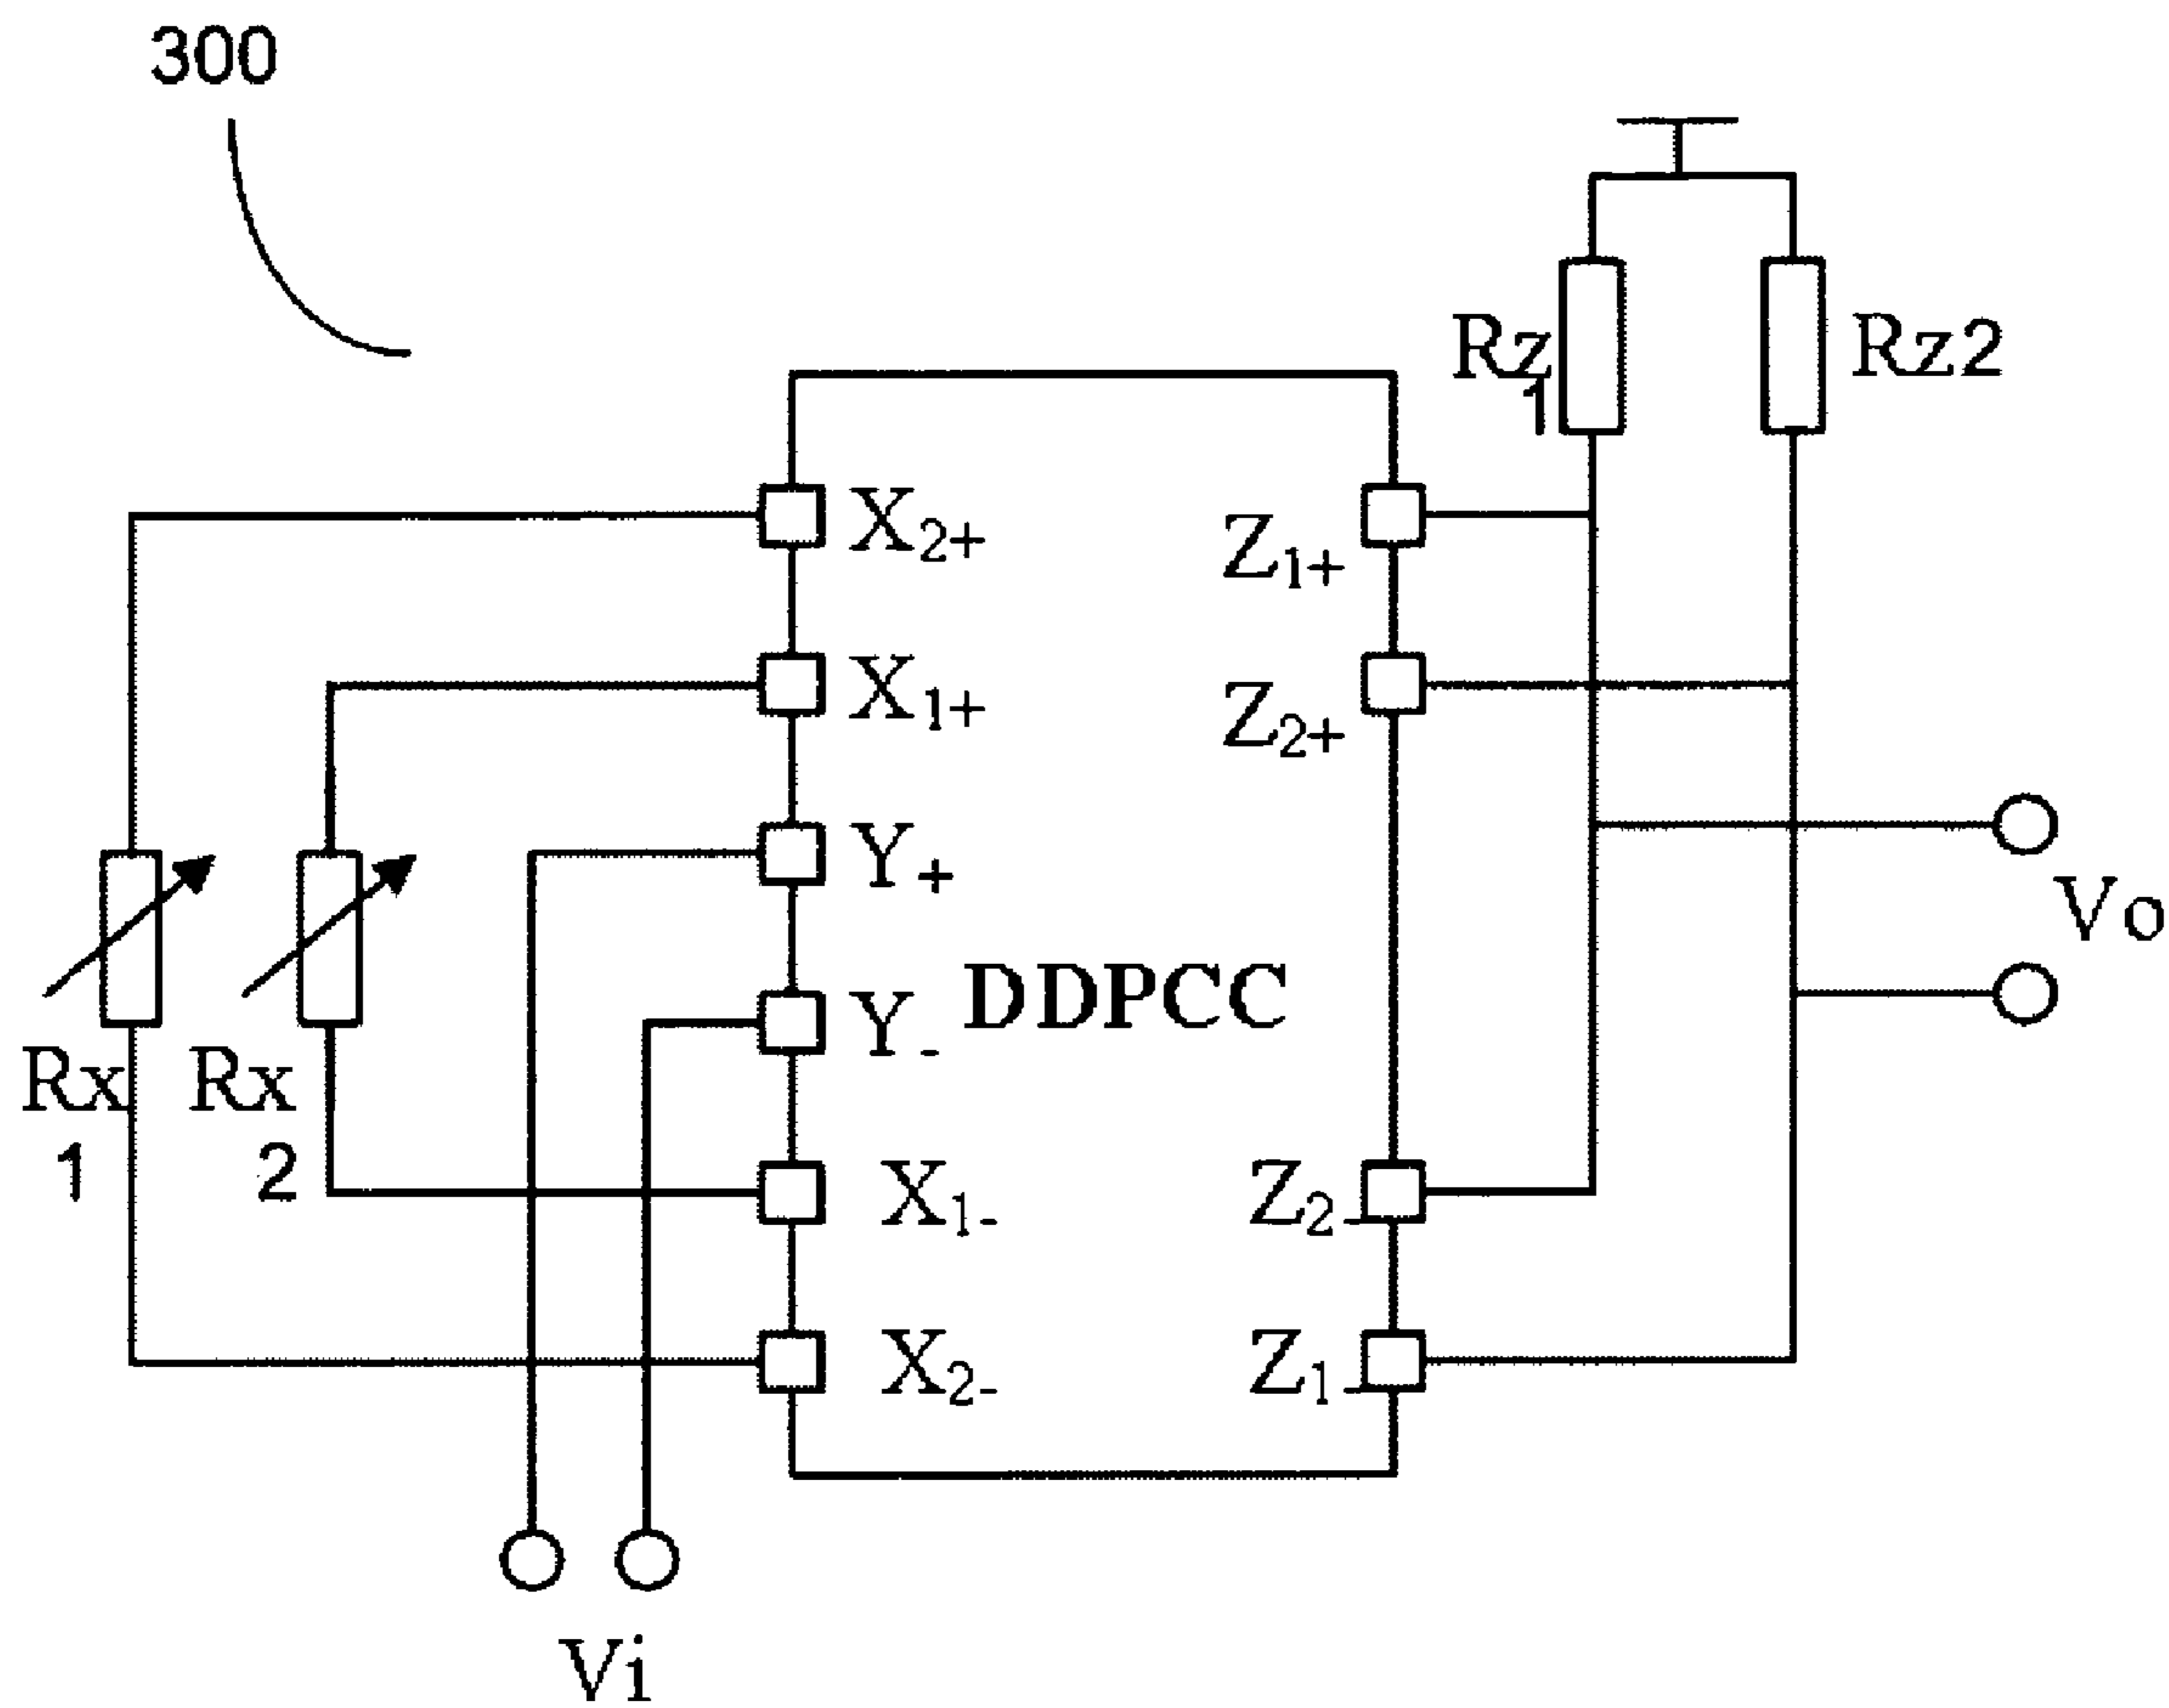 300
Rz
1
Rz2
X2+
Z1+
X1+
Z2+
Y+
Vo
Y-
DDPCC
Rx
1
Rx
2
X1-
Z2-
X2-
Z1-
Vi